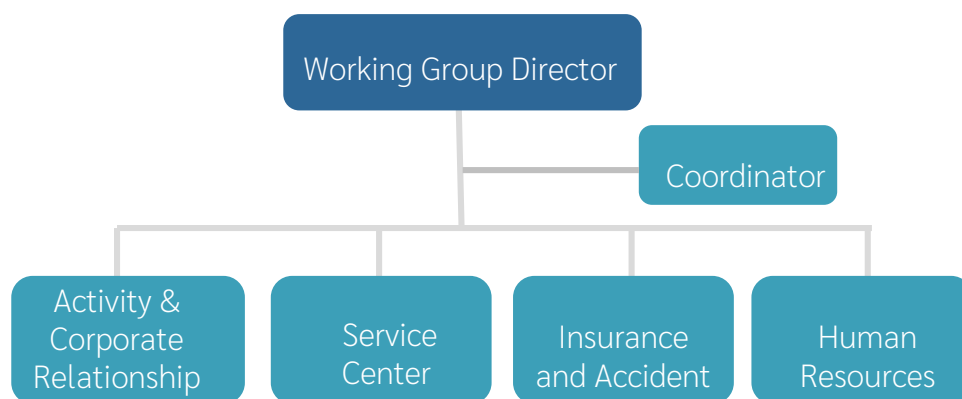 Working Group Director
Coordinator
Activity &
Corporate
Relationship
Service
Center
Insurance
and Accident
Human
Resources